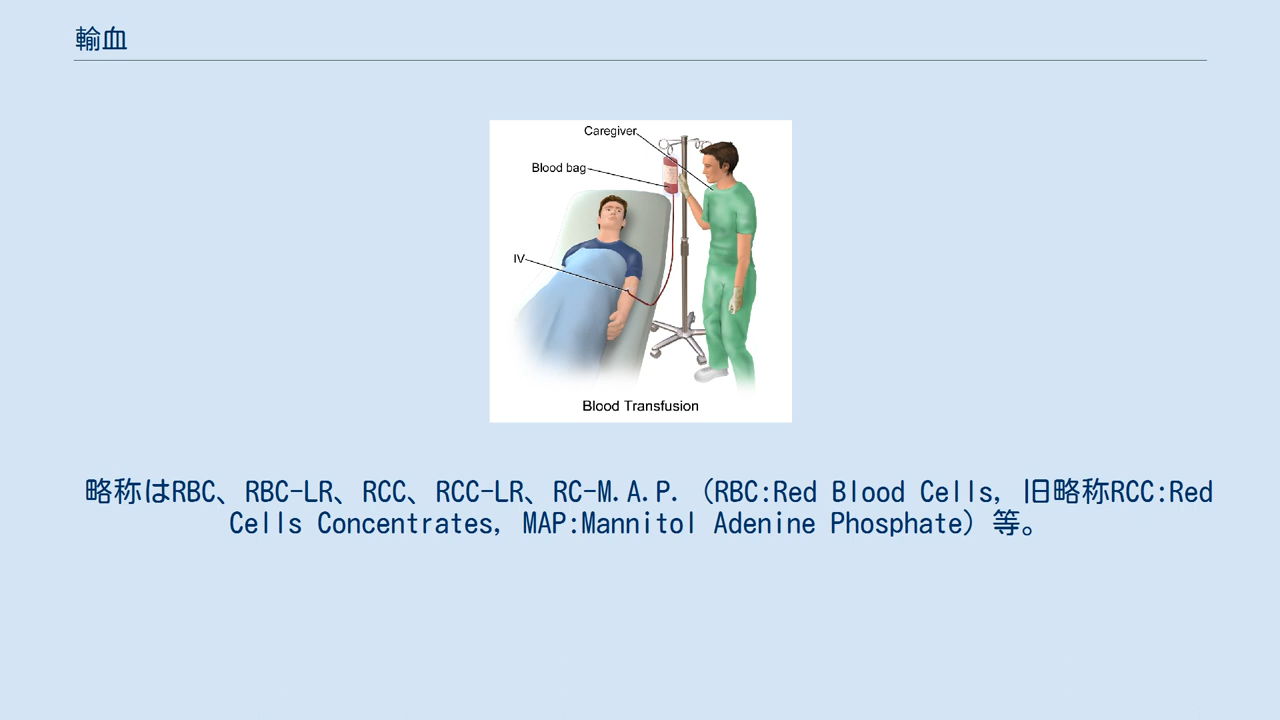 輸血
Caregiver
Blood bag
IV
Blood Transfusion
略称はRBC、RBC-LR、RCC、RCC-LR、RC-M.A.P.（RBC:Red Blood Cells, 旧略称RCC:Red
Cells Concentrates, MAP:Mannitol Adenine Phosphate）等。